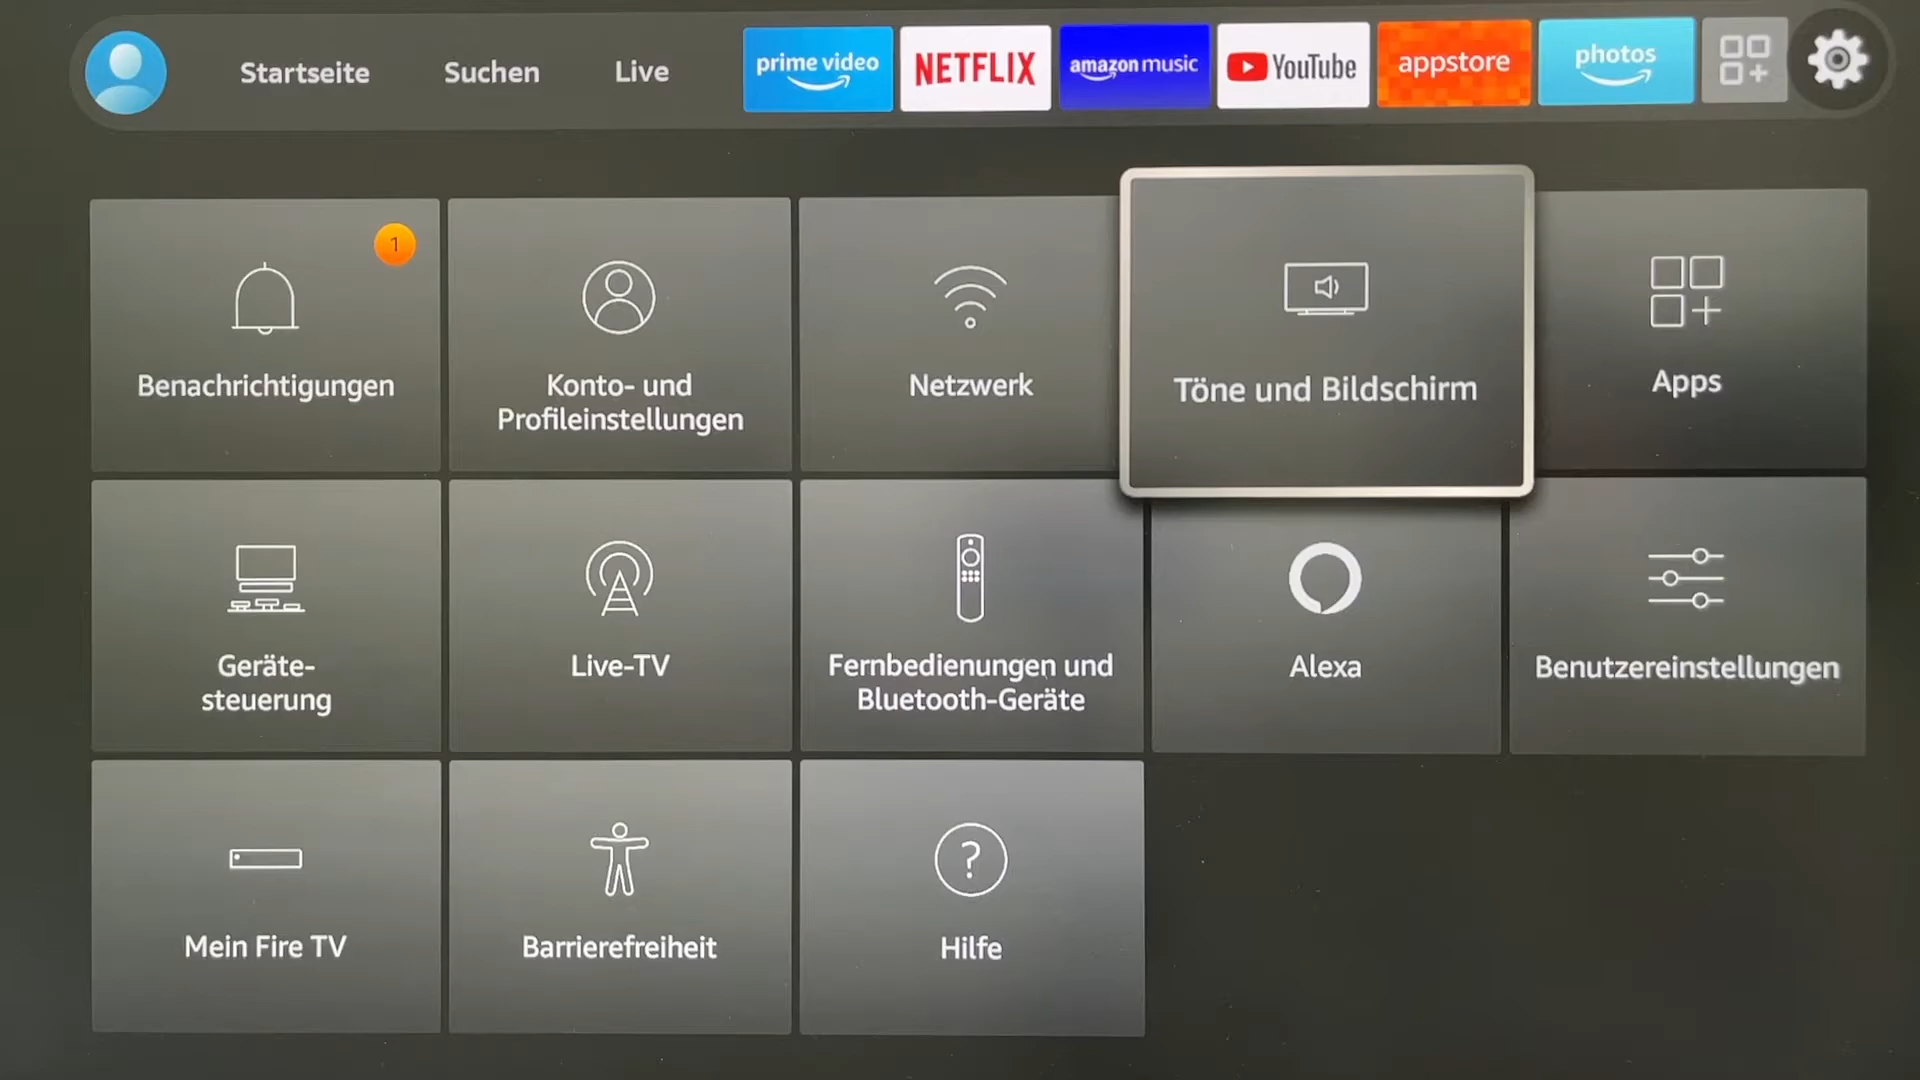 Startseite
Suchen
Live
prime video
NETFLIX
amazon music
YouTube
appstore
photos
1
Benachrichtigungen
Konto- und
Profileinstellungen
Netzwerk
Töne und Bildschirm
Apps
Geräte-
steuerung
Live-TV
Fernbedienungen und
Bluetooth-Geräte
Alexa
Benutzereinstellungen
Mein Fire TV
Barrierefreiheit
?
Hilfe